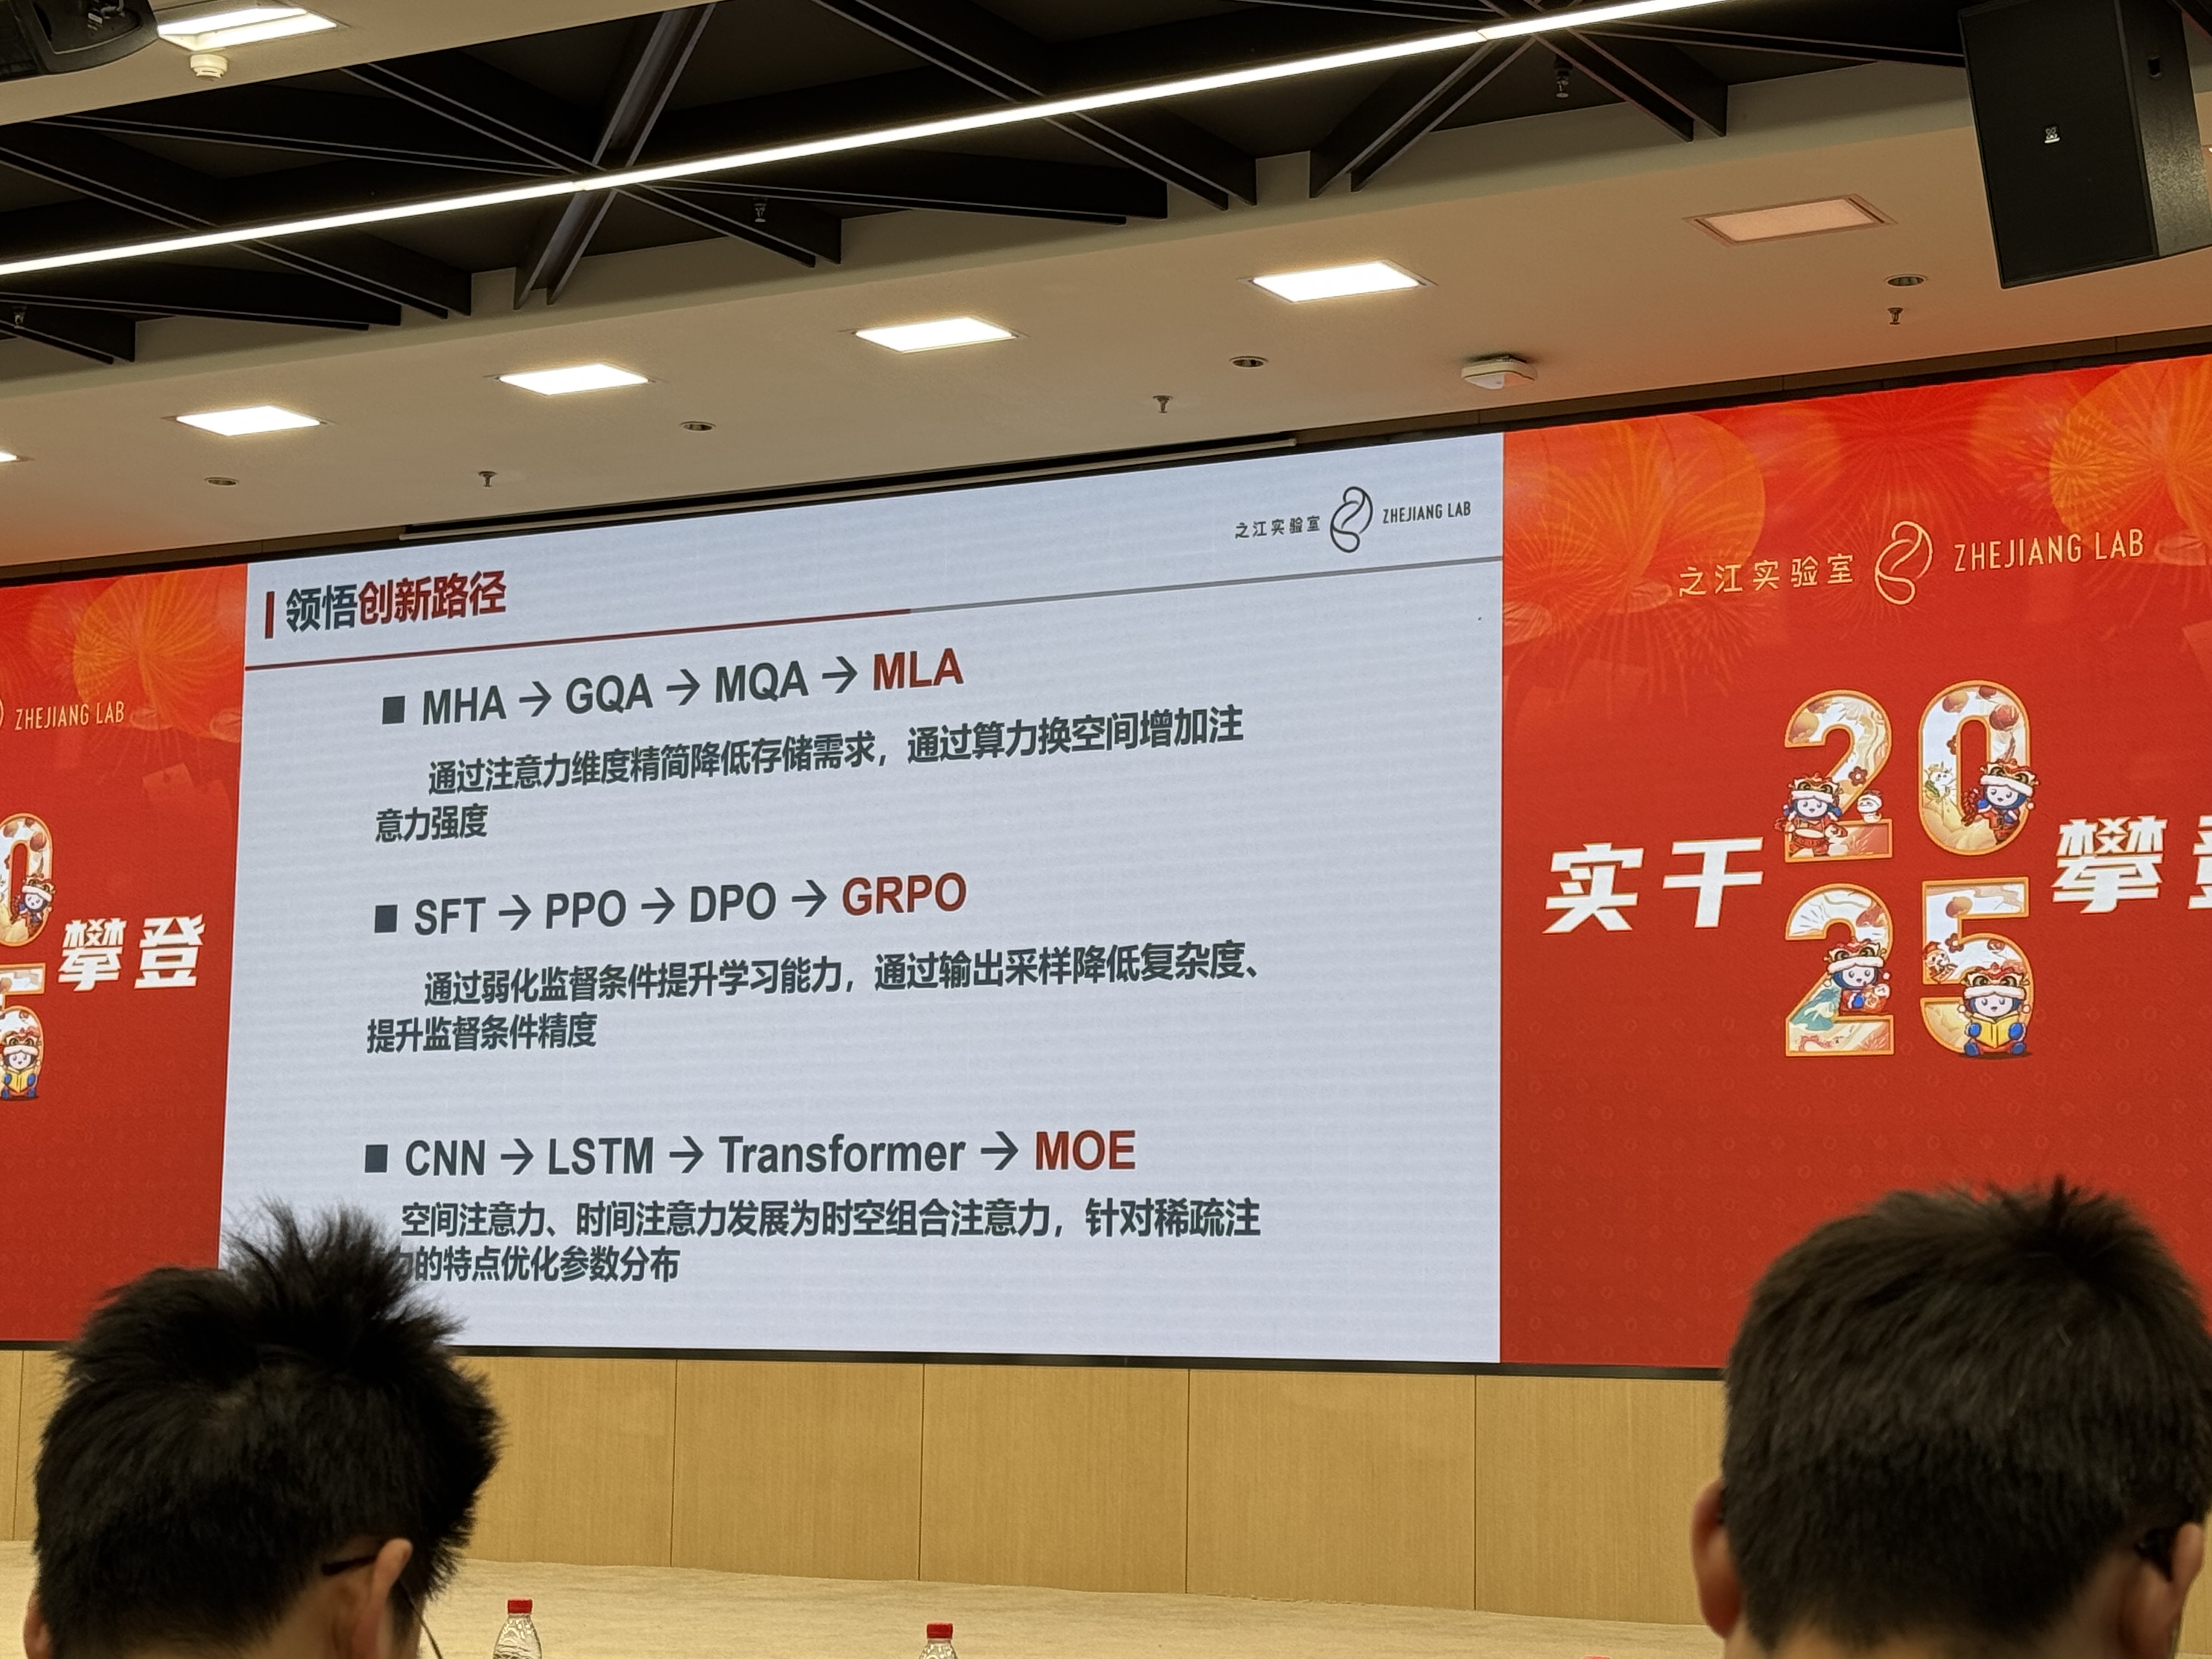 之江实验室 ZHEJIANG LAB
领悟创新路径
■ MHA → GQA → MQA → MLA
通过注意力维度精简降低存储需求，通过算力换空间增加注
意力强度
■ SFT → PPO → DPO → GRPO
通过弱化监督条件提升学习能力，通过输出采样降低复杂度、
提升监督条件精度
■ CNN → LSTM → Transformer → MOE
空间注意力、时间注意力发展为时空组合注意力，针对稀疏注
的特点优化参数分布
ZHEJIANG LAB
攀登
之江实验室 ZHEJIANG LAB
实干 2025 攀